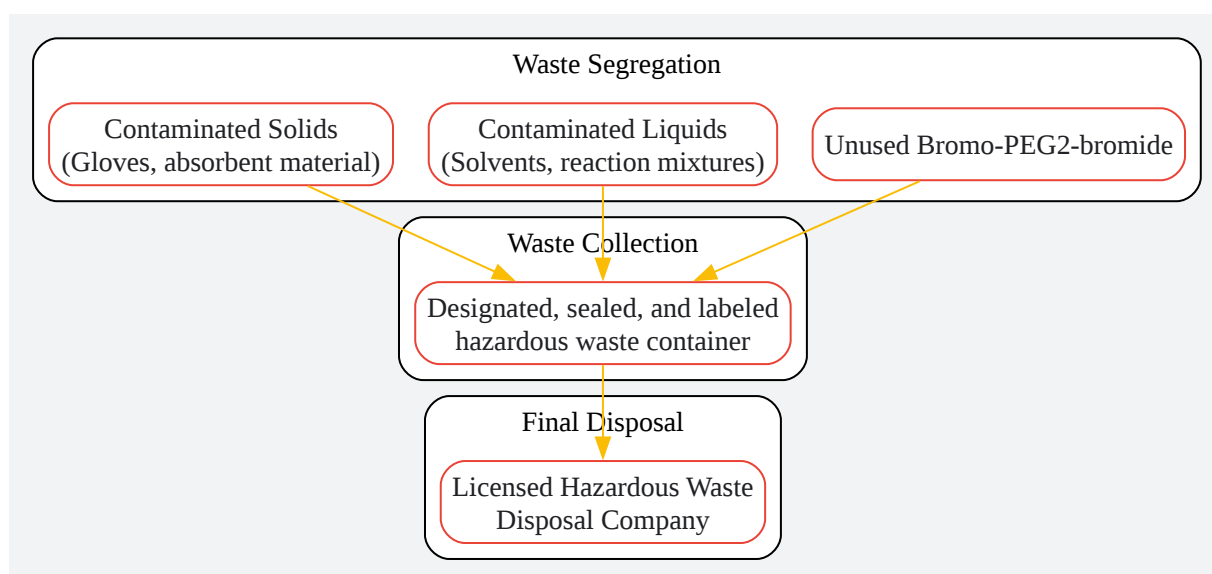 Waste Segregation
Contaminated Solids
(Gloves, absorbent material)
Contaminated Liquids
(Solvents, reaction mixtures)
Unused Bromo-PEG2-bromide
Waste Collection
Designated, sealed, and labeled
hazardous waste container
Final Disposal
Licensed Hazardous Waste
Disposal Company